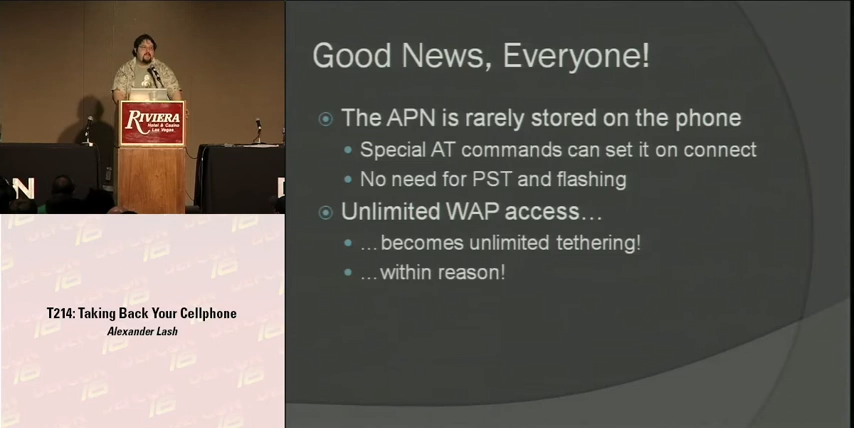 Good News, Everyone!
The APN is rarely stored on the phone
Special AT commands can set it on connect
No need for PST and flashing
Unlimited WAP access…
…becomes unlimited tethering!
…within reason!
RIVIERA
Hotel & Casino
Las Vegas
N
D
T214: Taking Back Your Cellphone
Alexander Lash